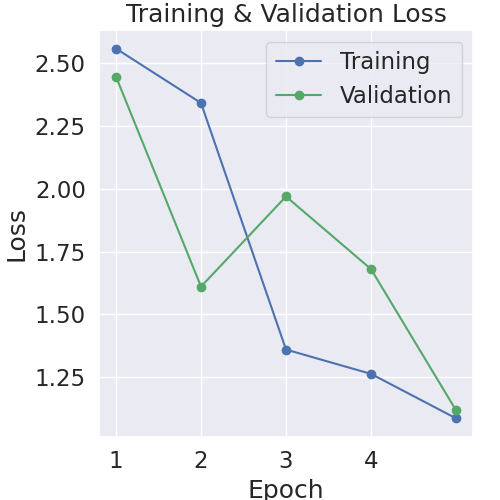 Training & Validation Loss
Training
Validation
2.50
2.25
2.00
1.75
1.50
1.25
Loss
1 2 3 4
Epoch